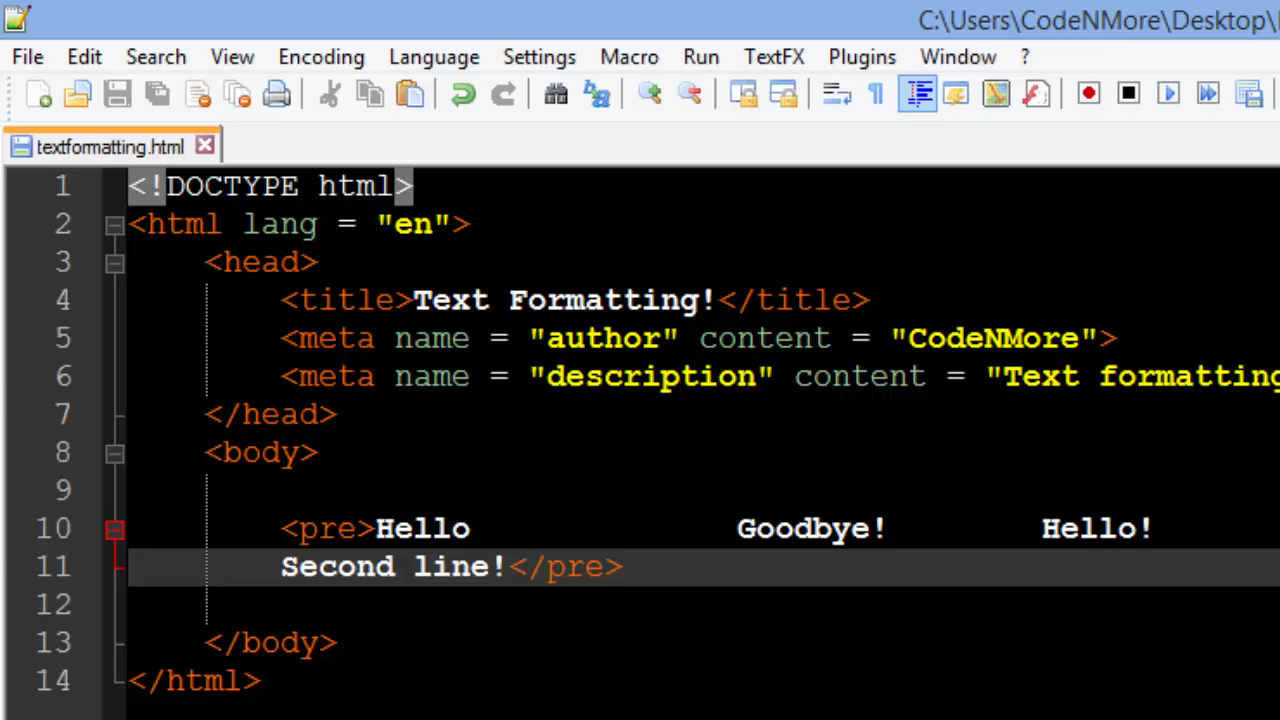 C:\Users\CodeNMore\Desktop\
File Edit Search View Encoding Language Settings Macro Run TextFX Plugins Window ?
textformatting.html
1 <!DOCTYPE html>
2 <html lang = "en">
3 <head>
4 <title>Text Formatting!</title>
5 <meta name = "author" content = "CodeNMore">
6 <meta name = "description" content = "Text formatting
7 </head>
8 <body>
9
10 <pre>Hello Goodbye! Hello!
11 Second line!</pre>
12
13 </body>
14 </html>